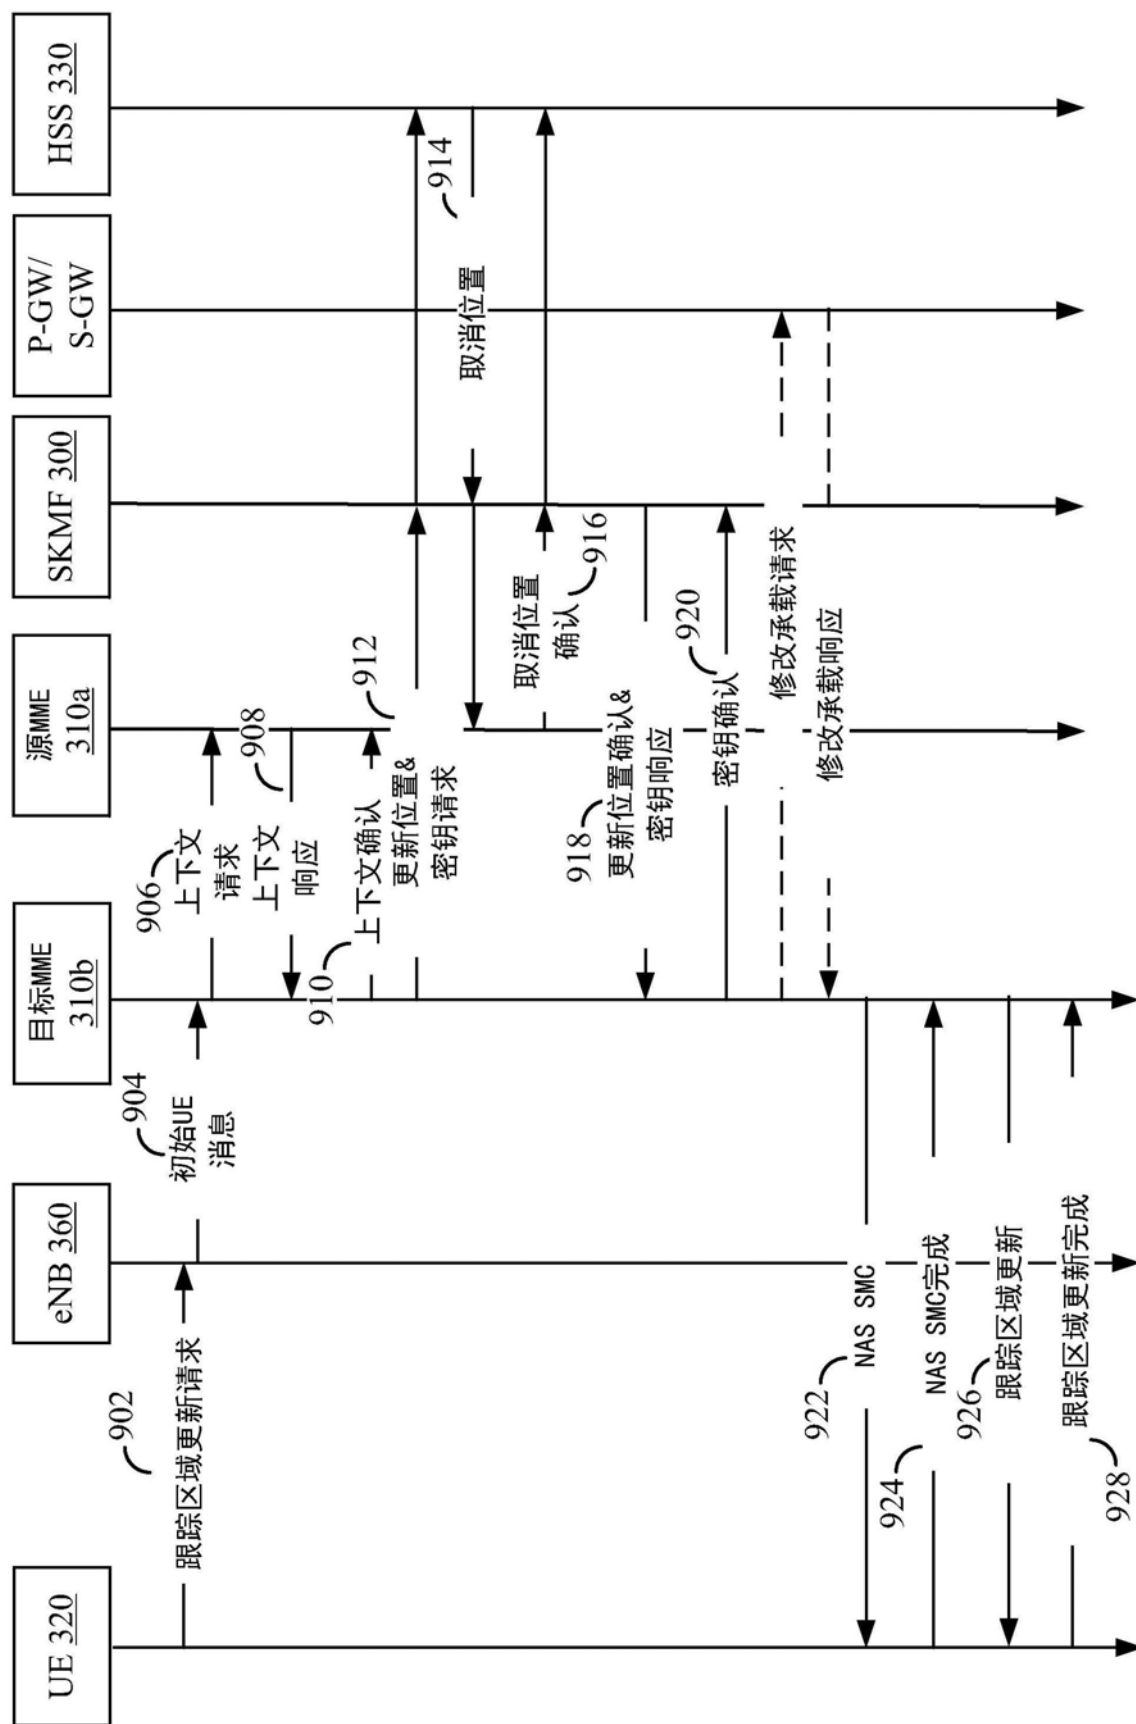 UE 320
eNB 360
目标MME
310b
源MME
310a
SKMF 300
P-GW/
S-GW
HSS 330
902
跟踪区域更新请求
904
初始UE
消息
906
上下文
请求
908
上下文
响应
910
上下文确认
912
更新位置&
密钥请求
914
取消位置
取消位置
确认
916
918
更新位置确认&
密钥响应
920
密钥确认
修改承载请求
修改承载响应
922
NAS SMC
924
NAS SMC完成
926
跟踪区域更新
928
跟踪区域更新完成